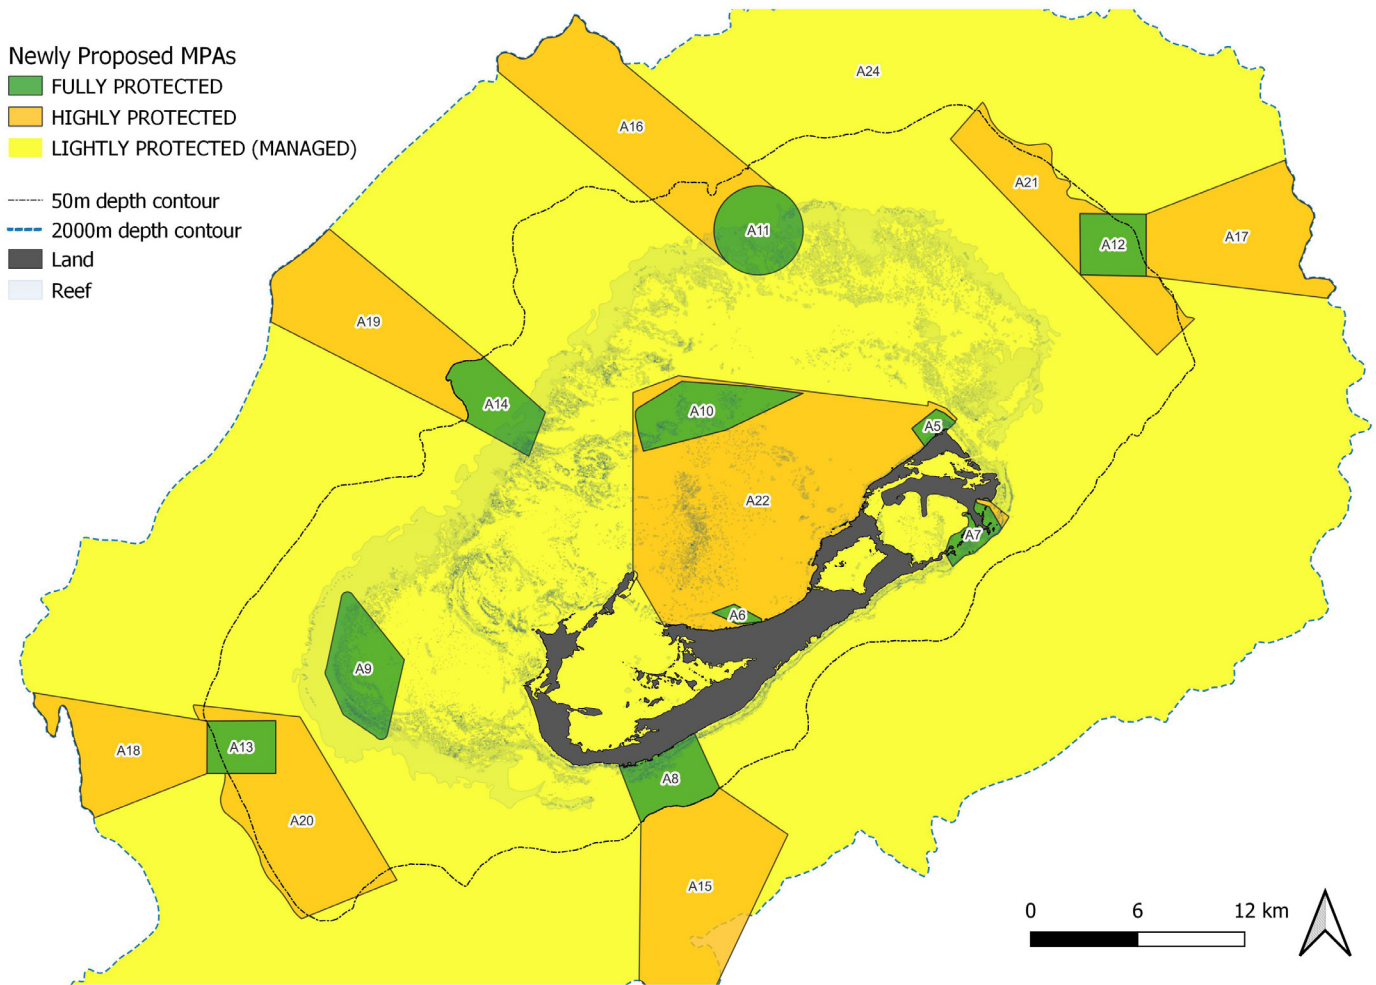 Newly Proposed MPAs
FULLY PROTECTED
HIGHLY PROTECTED
LIGHTLY PROTECTED (MANAGED)
50m depth contour
2000m depth contour
Land
Reef
A24
A16
A21
A11
A12
A17
A19
A14
A10
A5
A22
A7
A6
A9
A13
A18
A8
A20
A15
0 6 12 km